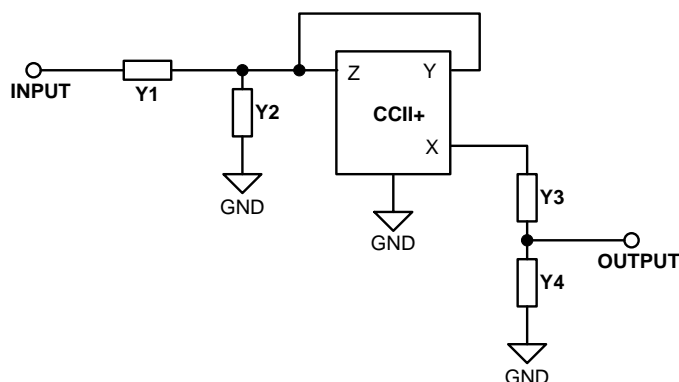 INPUT
Y1
Y2
GND
Z
Y
CCII+
X
GND
Y3
OUTPUT
Y4
GND